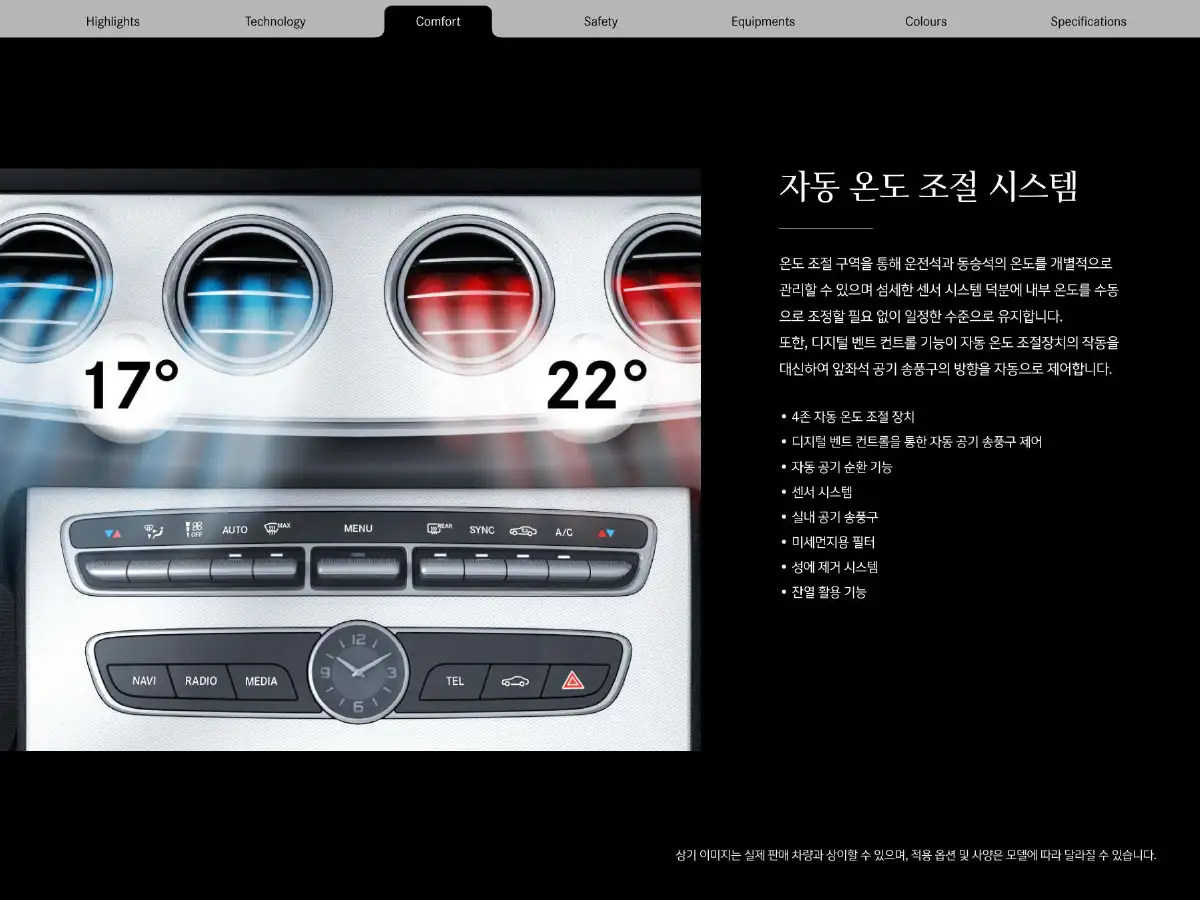 Highlights
Technology
Comfort
Safety
Equipments
Colours
Specifications
자동 온도 조절 시스템
온도 조절 구역을 통해 운전석과 동승석의 온도를 개별적으로
관리할 수 있으며 섬세한 센서 시스템 덕분에 내부 온도를 수동
으로 조정할 필요 없이 일정한 수준으로 유지합니다.
또한, 디지털 벤트 컨트롤 기능이 자동 온도 조절장치의 작동을
대신하여 앞좌석 공기 송풍구의 방향을 자동으로 제어합니다.
• 4존 자동 온도 조절 장치
• 디지털 벤트 컨트롤을 통한 자동 공기 송풍구 제어
• 자동 공기 순환 기능
• 센서 시스템
• 실내 공기 송풍구
• 미세먼지용 필터
• 성에 제거 시스템
• 잔열 활용 기능
17°
22°
OFF
AUTO
MAX
MENU
REAR
SYNC
A/C
NAVI
RADIO
MEDIA
12
9
3
6
TEL
상기 이미지는 실제 판매 차량과 상이할 수 있으며, 적용 옵션 및 사양은 모델에 따라 달라질 수 있습니다.